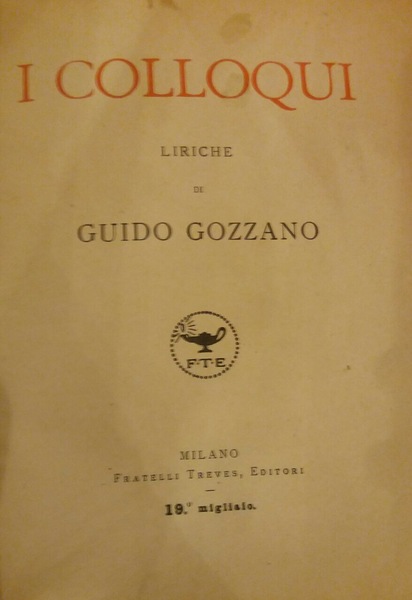 I COLLOQUI
LIRICHE
DI
GUIDO GOZZANO
F·T·E
MILANO
FRATELLI TREVES, EDITORI
19.° migliaio.